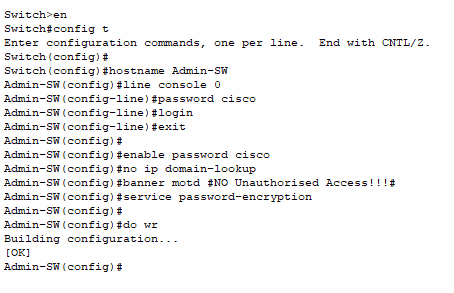 Switch>en
Switch#config t
Enter configuration commands, one per line.  End with CNTL/Z.
Switch(config)#
Switch(config)#hostname Admin-SW
Admin-SW(config)#line console 0
Admin-SW(config-line)#password cisco
Admin-SW(config-line)#login
Admin-SW(config-line)#exit
Admin-SW(config)#
Admin-SW(config)#enable password cisco
Admin-SW(config)#no ip domain-lookup
Admin-SW(config)#banner motd #NO Unauthorised Access!!!#
Admin-SW(config)#service password-encryption
Admin-SW(config)#
Admin-SW(config)#do wr
Building configuration...
[OK]
Admin-SW(config)#